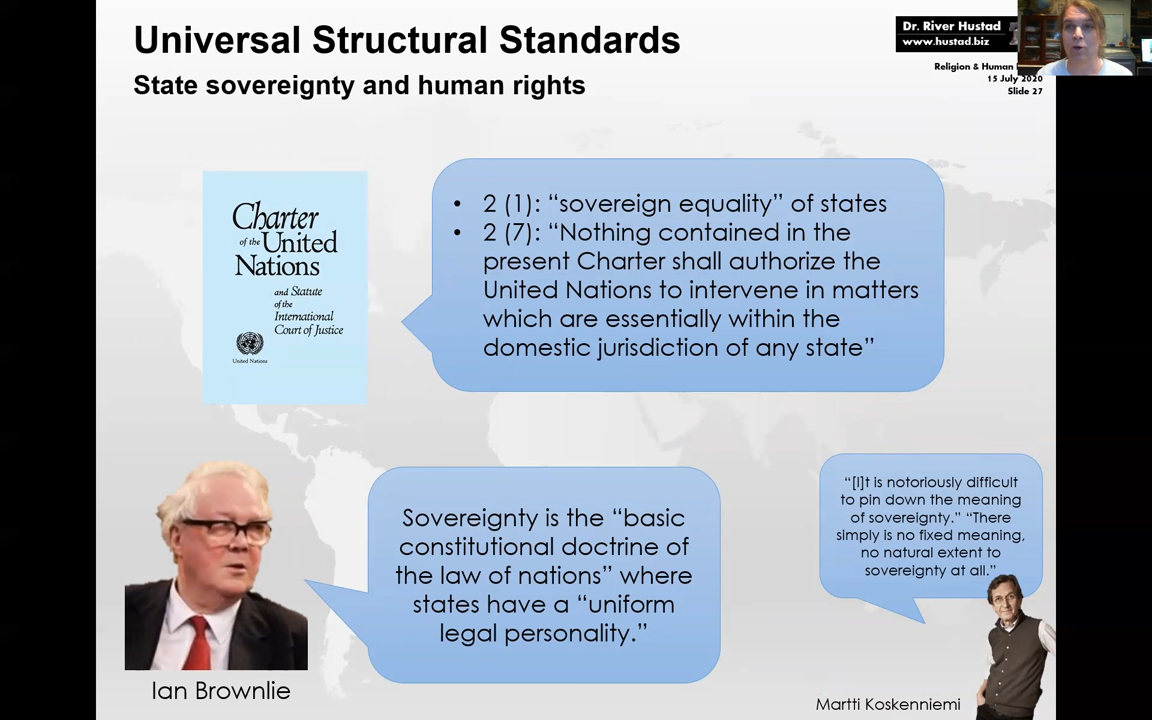 Universal Structural Standards
State sovereignty and human rights
Dr. River Hustad
www.hustad.biz
Religion & Human
15 July 2020
Slide 27
Charter
of the United
Nations
and Statute
of the
International
Court of Justice
United Nations
• 2 (1): “sovereign equality” of states
• 2 (7): “Nothing contained in the
present Charter shall authorize the
United Nations to intervene in matters
which are essentially within the
domestic jurisdiction of any state”
Sovereignty is the “basic
constitutional doctrine of
the law of nations” where
states have a “uniform
legal personality.”
Ian Brownlie
“[I]t is notoriously difficult
to pin down the meaning
of sovereignty.” “There
simply is no fixed meaning,
no natural extent to
sovereignty at all.”
Martti Koskenniemi